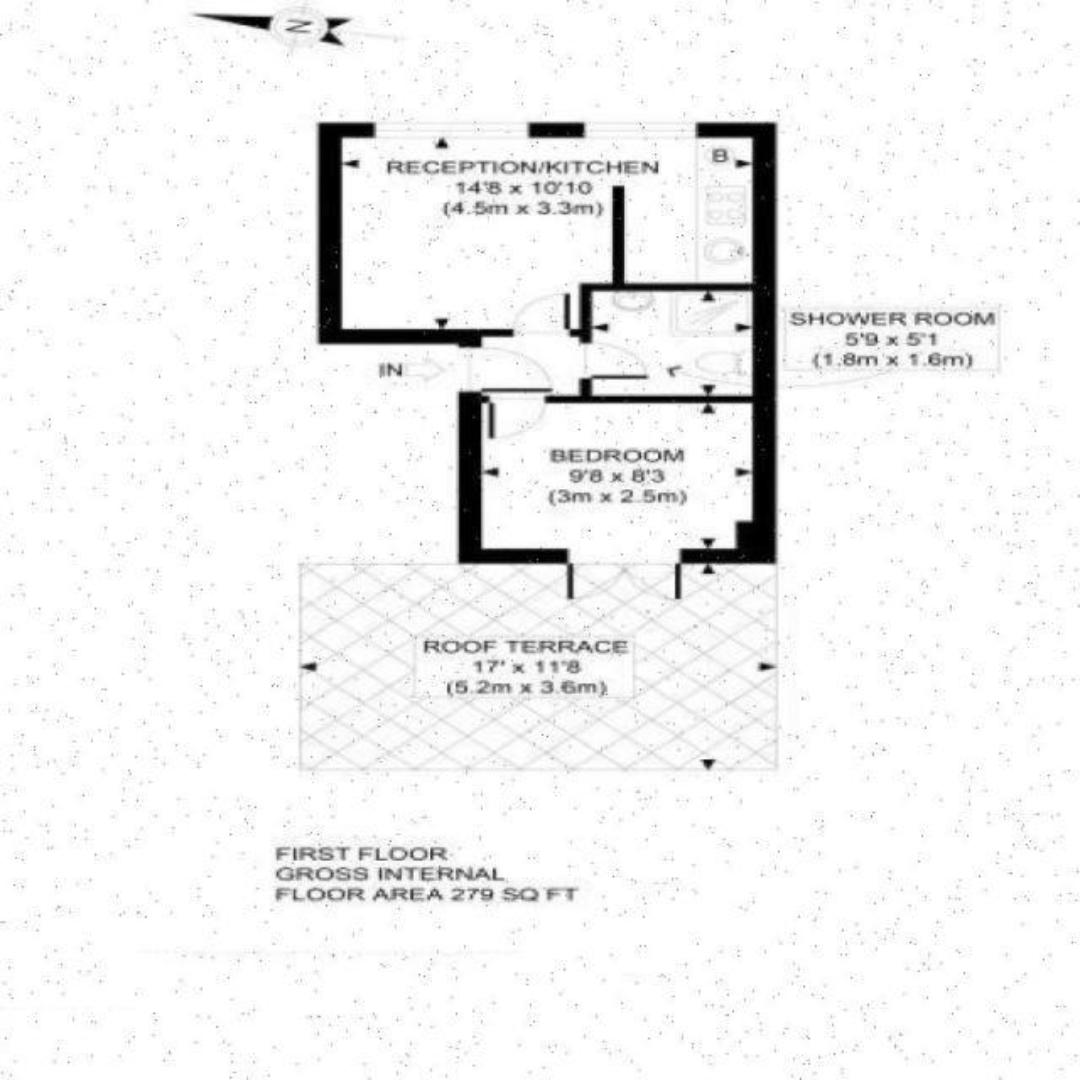 N
RECEPTION/KITCHEN
14'8 x 10'10
(4.5m x 3.3m)
B
SHOWER ROOM
5'9 x 5'1
(1.8m x 1.6m)
IN
BEDROOM
9'8 x 8'3
(3m x 2.5m)
ROOF TERRACE
17' x 11'8
(5.2m x 3.6m)
FIRST FLOOR
GROSS INTERNAL
FLOOR AREA 279 SQ FT